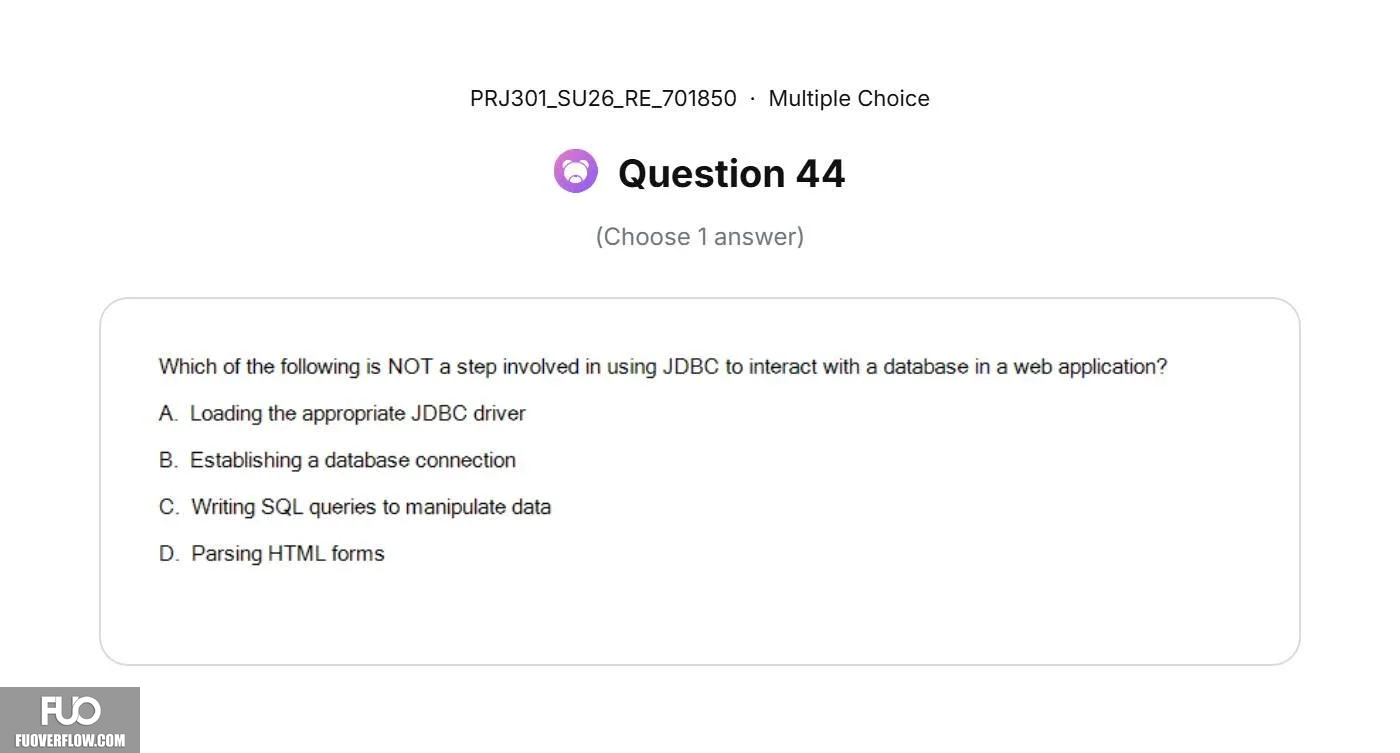 PRJ301_SU26_RE_701850 · Multiple Choice
Question 44
(Choose 1 answer)
Which of the following is NOT a step involved in using JDBC to interact with a database in a web application?
A. Loading the appropriate JDBC driver
B. Establishing a database connection
C. Writing SQL queries to manipulate data
D. Parsing HTML forms
FUO
FUOVERFLOW.COM